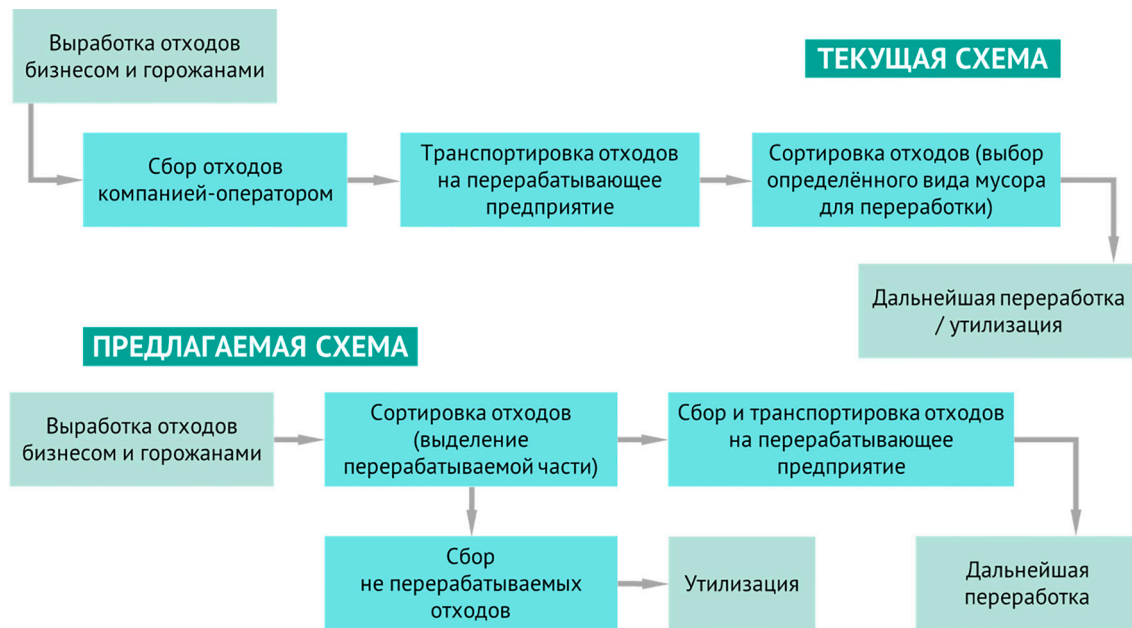 Выработка отходов
бизнесом и горожанами
ТЕКУЩАЯ СХЕМА
Сбор отходов
компанией-оператором
Транспортировка отходов
на перерабатывающее
предприятие
Сортировка отходов (выбор
определённого вида мусора
для переработки)
Дальнейшая переработка
/ утилизация
ПРЕДЛАГАЕМАЯ СХЕМА
Выработка отходов
бизнесом и горожанами
Сортировка отходов
(выделение
перерабатываемой части)
Сбор и транспортировка отходов
на перерабатывающее
предприятие
Сбор
не перерабатываемых
отходов
Утилизация
Дальнейшая
переработка